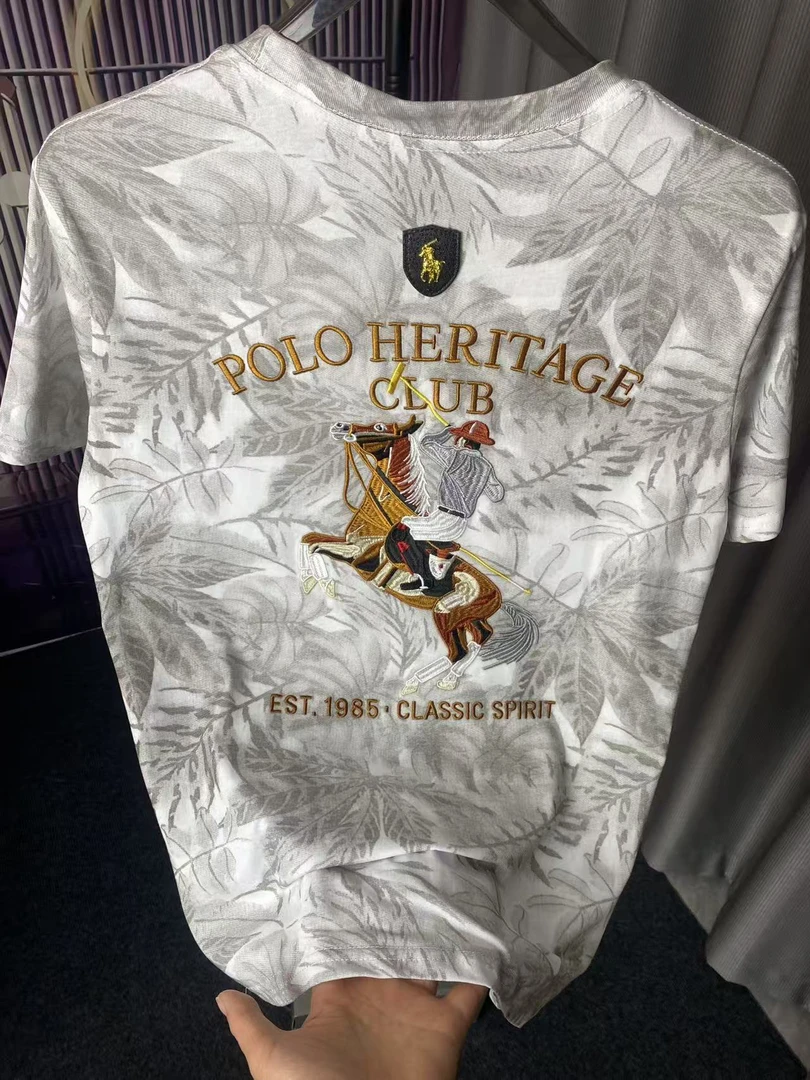 POLO HERITAGE
CLUB
EST. 1985 · CLASSIC SPIRIT